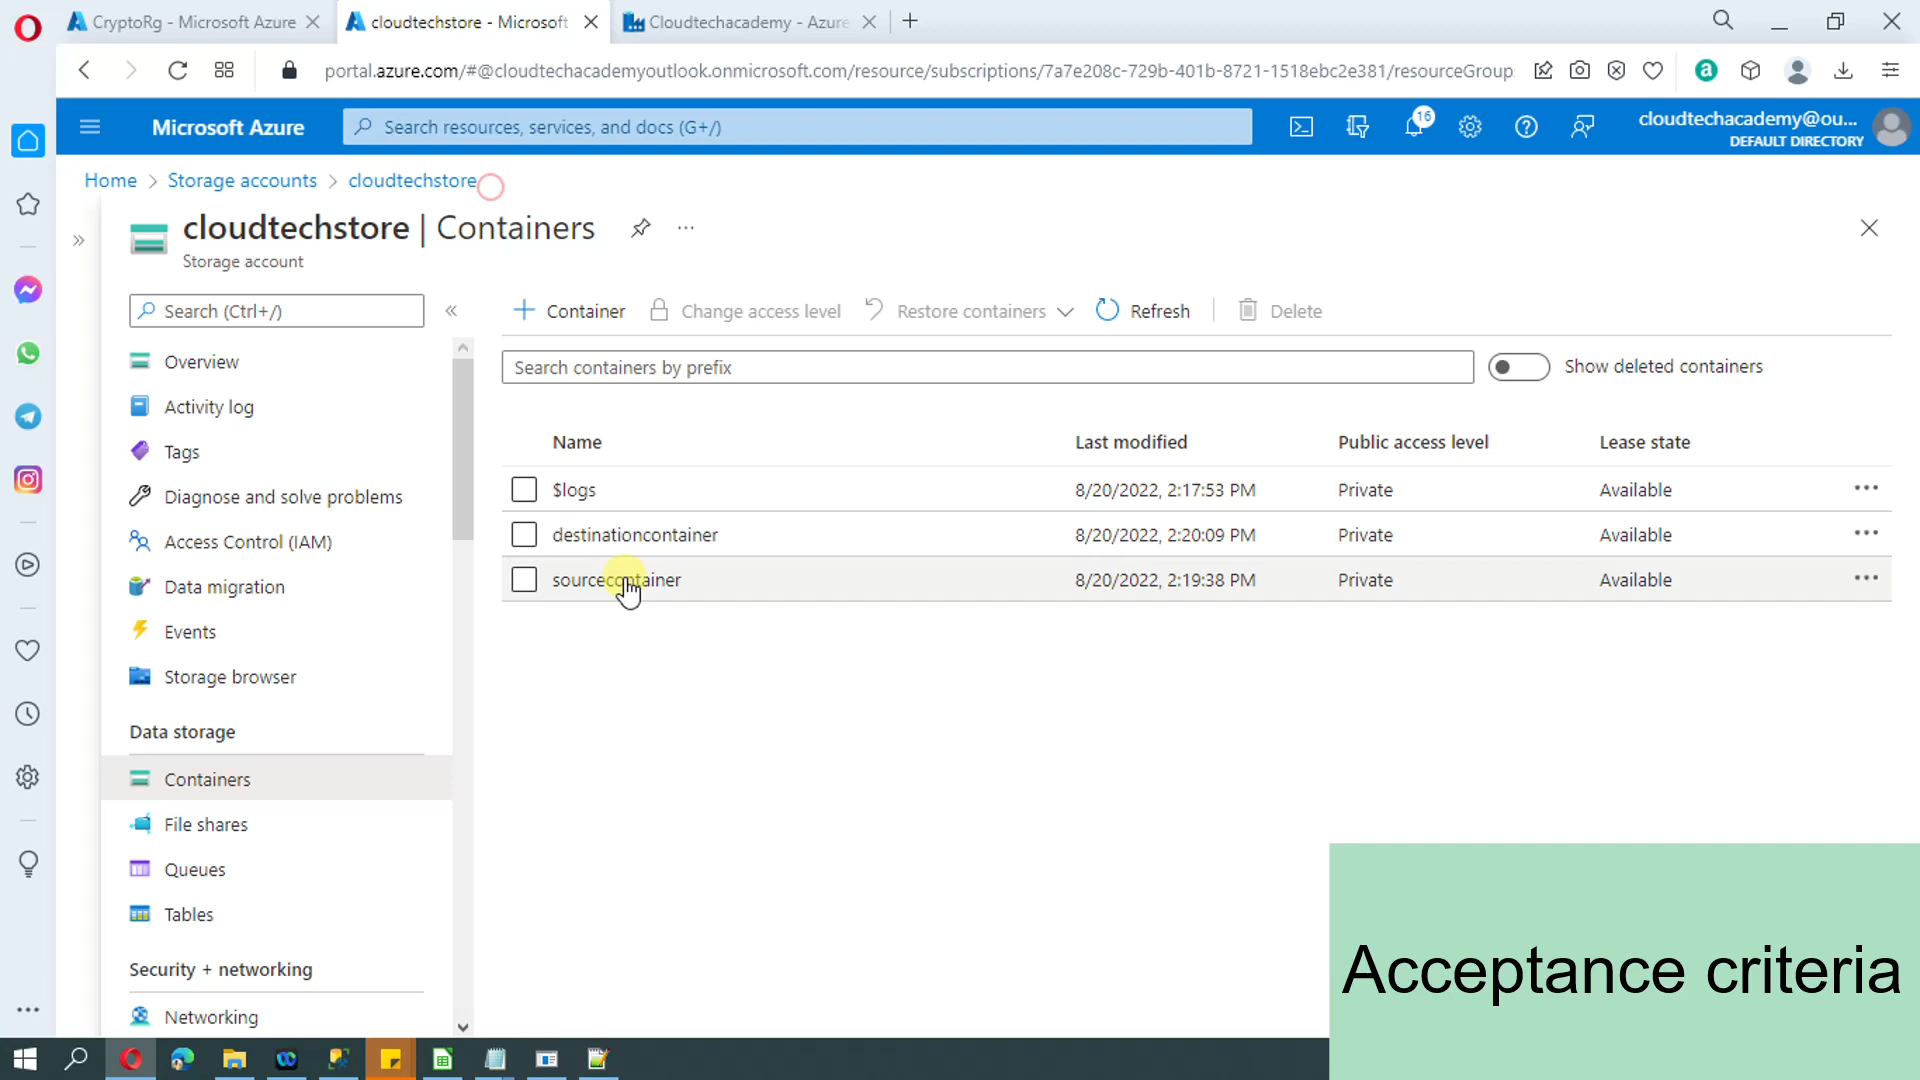 CryptoRg - Microsoft Azure
cloudtechstore - Microsoft
Cloudtechacademy - Azure
portal.azure.com/#@cloudtechacademyoutlook.onmicrosoft.com/resource/subscriptions/7a7e208c-729b-401b-8721-1518ebc2e381/resourceGroup
Microsoft Azure
Search resources, services, and docs (G+/)
16
cloudtechacademy@ou...
DEFAULT DIRECTORY
Home > Storage accounts > cloudtechstore
cloudtechstore | Containers
Storage account
Search (Ctrl+/)
Container
Change access level
Restore containers
Refresh
Delete
Search containers by prefix
Show deleted containers
Overview
Activity log
Tags
Diagnose and solve problems
Access Control (IAM)
Data migration
Events
Storage browser
Data storage
Containers
File shares
Queues
Tables
Security + networking
Networking
Name Last modified Public access level Lease state
$logs 8/20/2022, 2:17:53 PM Private Available
destinationcontainer 8/20/2022, 2:20:09 PM Private Available
sourcecontainer 8/20/2022, 2:19:38 PM Private Available
Acceptance criteria